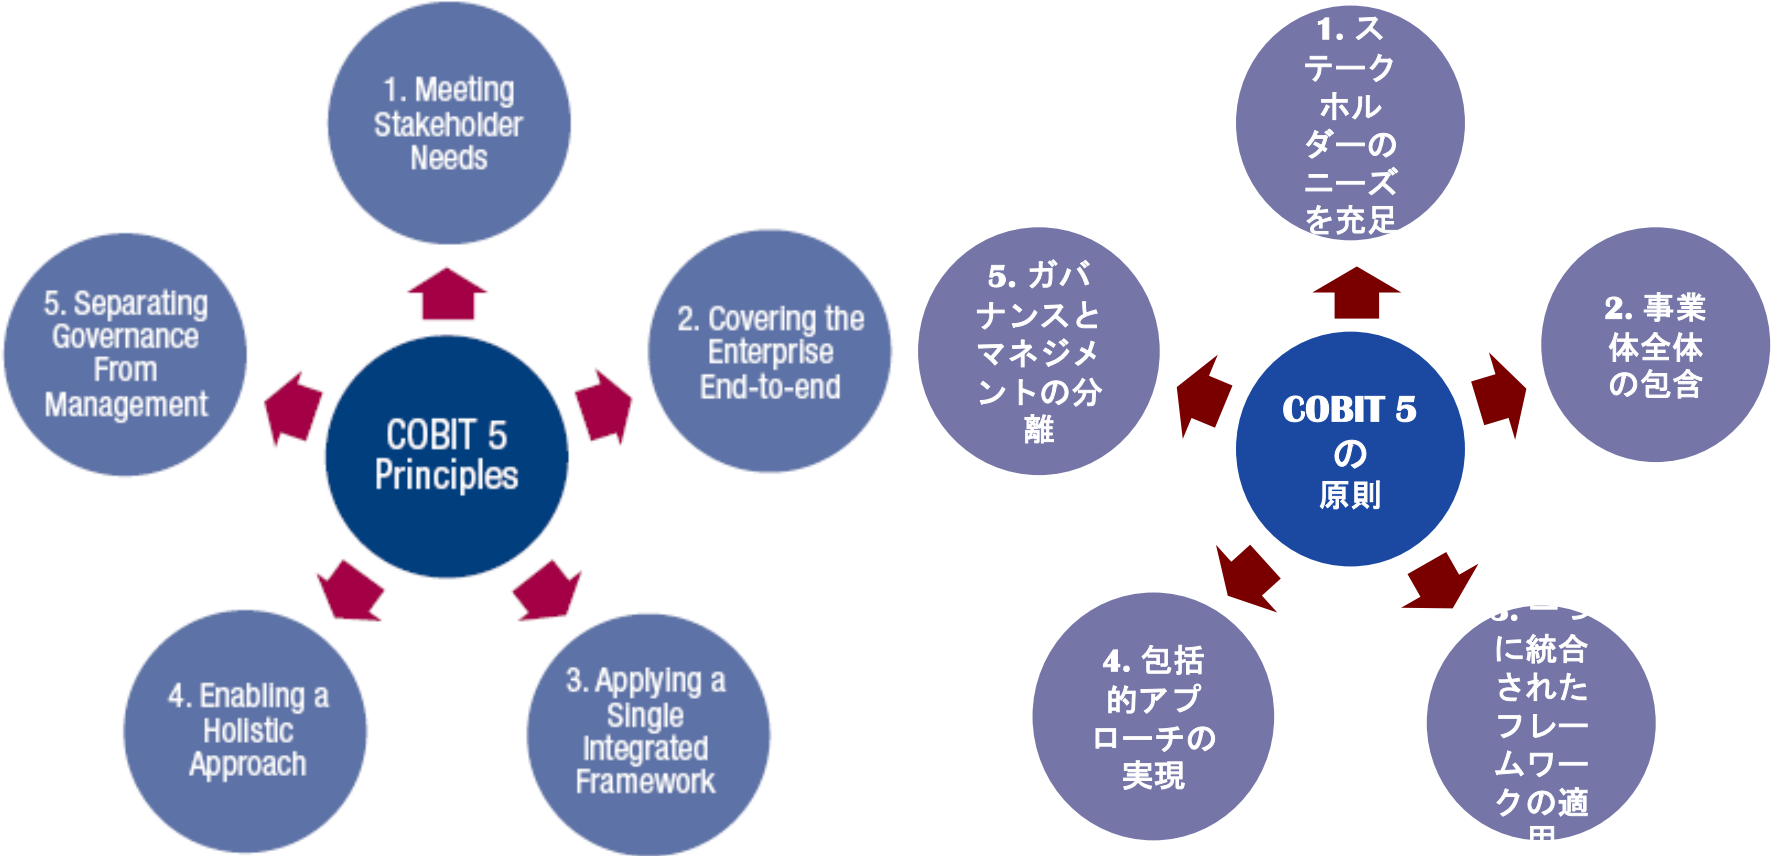 1. Meeting
Stakeholder
Needs
2. Covering the
Enterprise
End-to-end
3. Applying a
Single
Integrated
Framework
4. Enabling a
Holistic
Approach
5. Separating
Governance
From
Management
COBIT 5
Principles
1. ス
テーク
ホル
ダーの
ニーズ
を充足
2. 事業
体全体
の包含
に統合
された
フレー
ムワー
クの適
用
4. 包括
的アプ
ローチの
実現
5. ガバ
ナンスと
マネジメ
ントの分
離
COBIT 5
の
原則